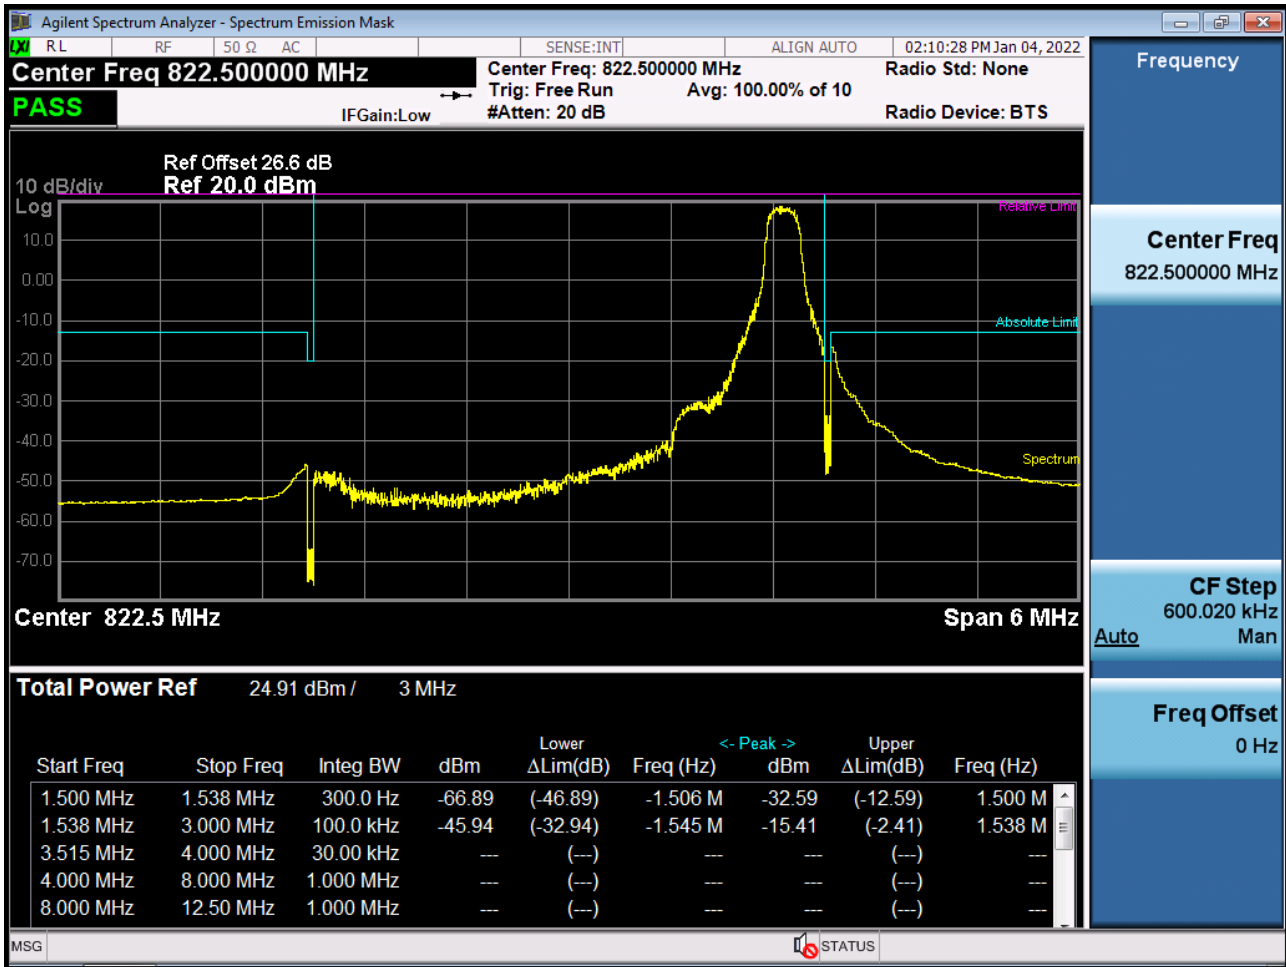 Agilent Spectrum Analyzer - Spectrum Emission Mask
LXI RL RF 50 Ω AC SENSE:INT ALIGN AUTO 02:10:28 PM Jan 04, 2022
Center Freq 822.500000 MHz
Center Freq: 822.500000 MHz Radio Std: None
Trig: Free Run Avg: 100.00% of 10
PASS
IFGain:Low #Atten: 20 dB Radio Device: BTS
Ref Offset 26.6 dB
10 dB/div Ref 20.0 dBm
Log
Relative Limit
10.0
0.00
-10.0
Absolute Limit
-20.0
-30.0
-40.0
Spectrum
-50.0
-60.0
-70.0
Center 822.5 MHz Span 6 MHz
Total Power Ref 24.91 dBm / 3 MHz
Lower <- Peak -> Upper
Start Freq Stop Freq Integ BW dBm ΔLim(dB) Freq (Hz) dBm ΔLim(dB) Freq (Hz)
1.500 MHz 1.538 MHz 300.0 Hz -66.89 (-46.89) -1.506 M -32.59 (-12.59) 1.500 M
1.538 MHz 3.000 MHz 100.0 kHz -45.94 (-32.94) -1.545 M -15.41 (-2.41) 1.538 M
3.515 MHz 4.000 MHz 30.00 kHz --- (---) --- --- (---) ---
4.000 MHz 8.000 MHz 1.000 MHz --- (---) --- --- (---) ---
8.000 MHz 12.50 MHz 1.000 MHz --- (---) --- --- (---) ---
MSG STATUS
Frequency
Center Freq
822.500000 MHz
CF Step
600.020 kHz
Auto Man
Freq Offset
0 Hz